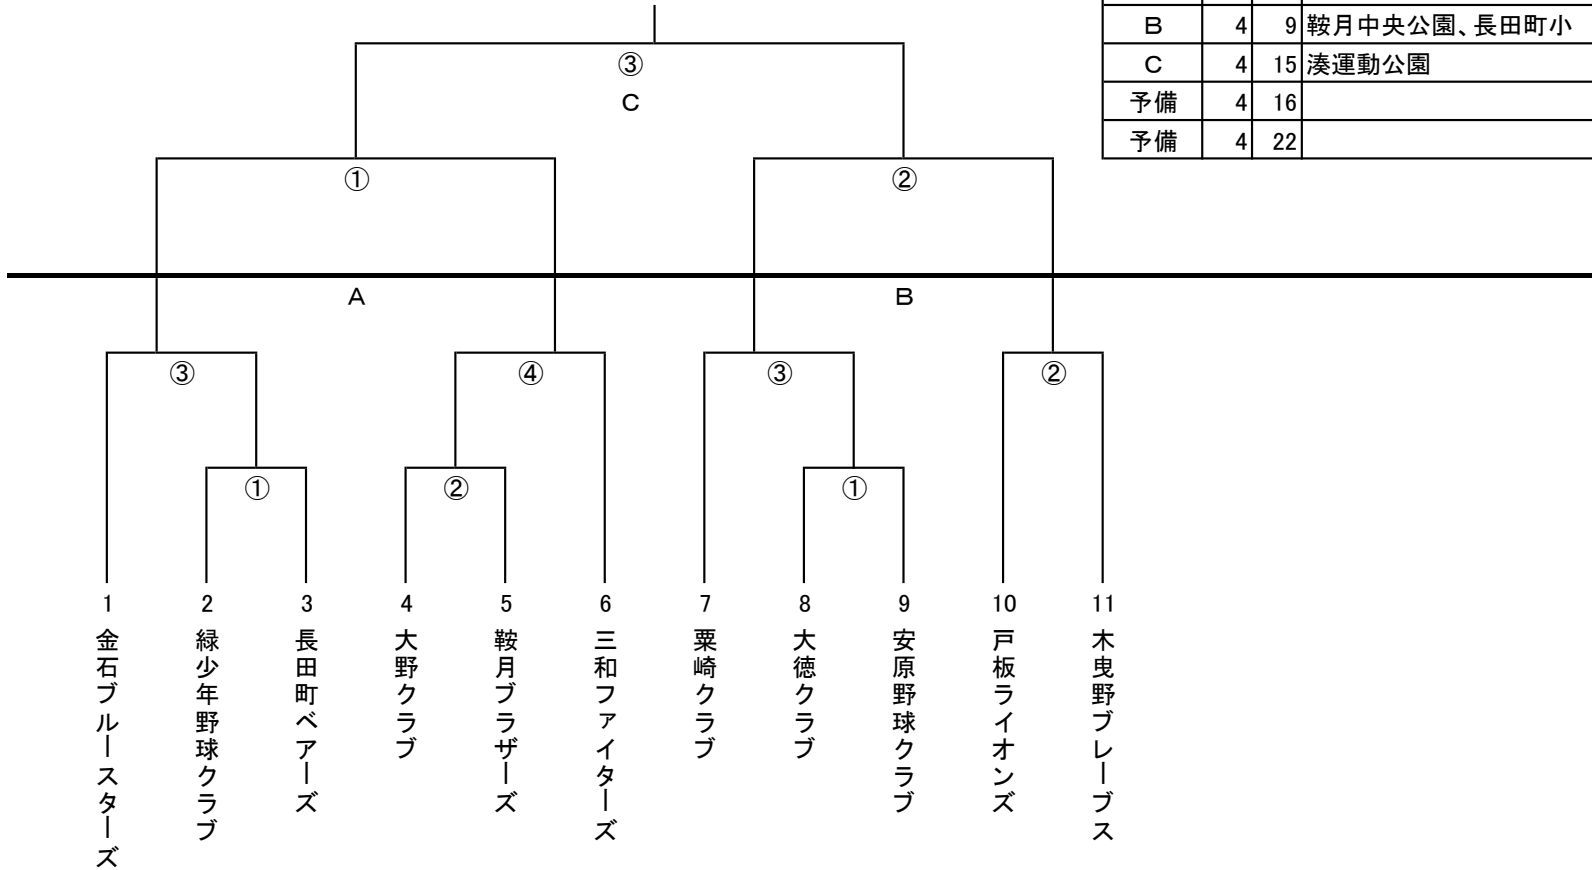 B 4 9 鞍月中央公園、長田町小
③
C 4 15 湊運動公園
C
予備 4 16
予備 4 22
① ②
A B
③ ④ ③ ②
① ② ①
1 2 3 4 5 6 7 8 9 10 11
金石ブルースターズ
緑少年野球クラブ
長田町ベアーズ
大野クラブ
鞍月ブラザーズ
三和ファイターズ
粟崎クラブ
大徳クラブ
安原野球クラブ
戸板ライオンズ
木曳野ブレーブス